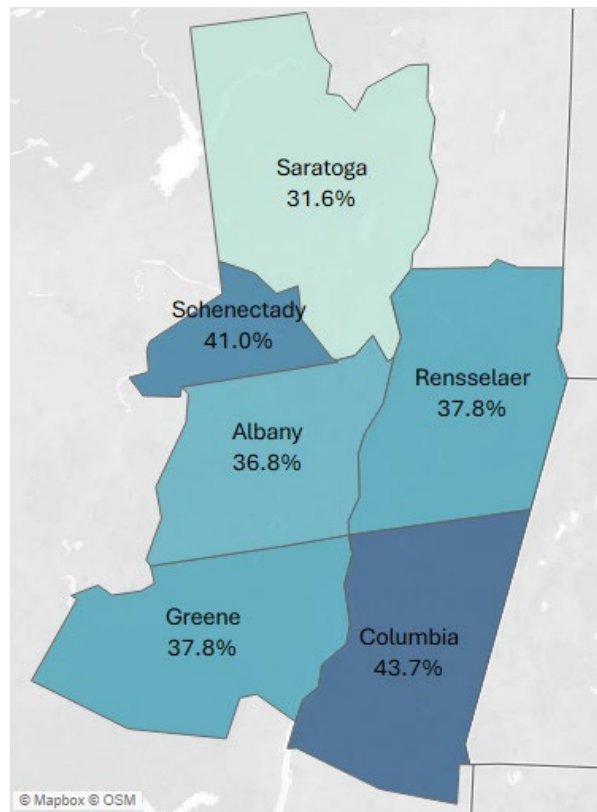 Saratoga
31.6%
Schenectady
41.0%
Rensselaer
37.8%
Albany
36.8%
Greene
37.8%
Columbia
43.7%
© Mapbox © OSM